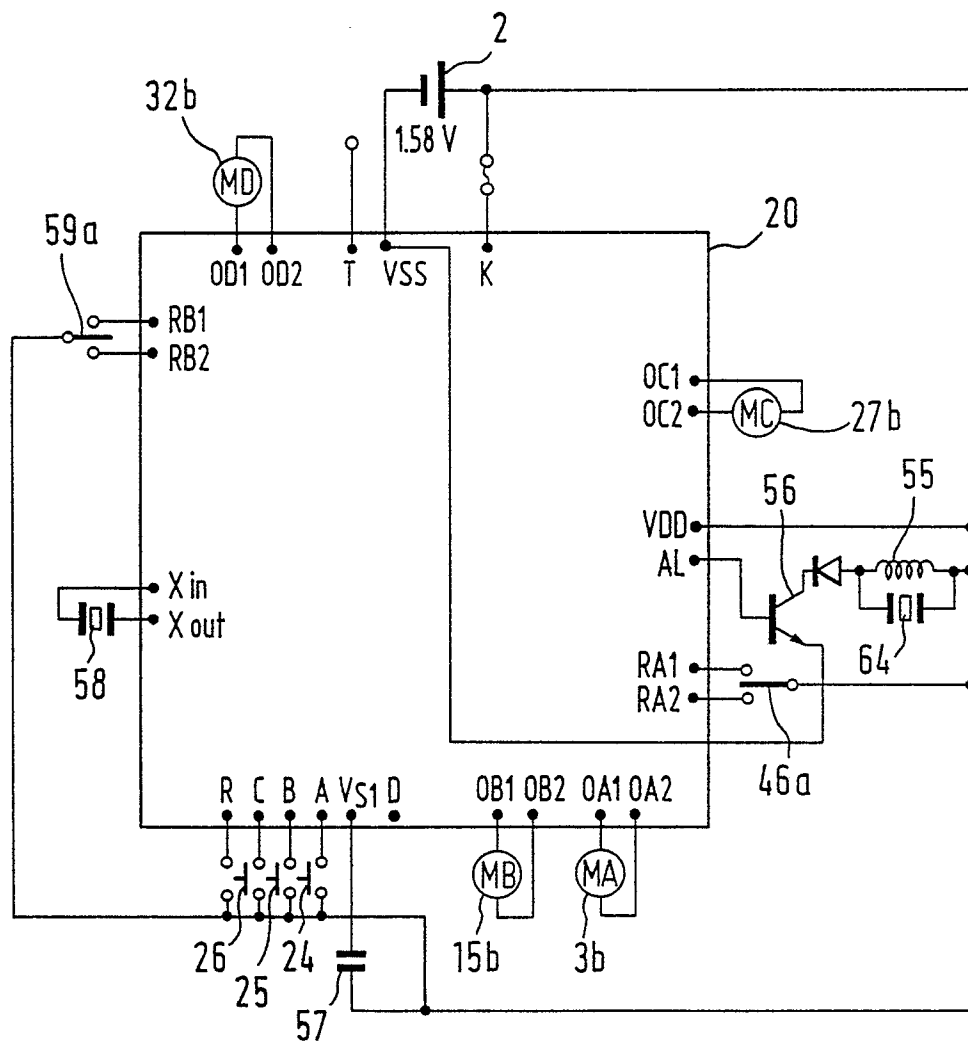 2
32b
1.58 V
MD
20
59a
OD1 OD2 T VSS K
RB1
RB2
OC1
OC2
MC
27b
56
55
VDD
AL
X in
X out
58
64
RA1
RA2
46a
R C B A VS1 D OB1 OB2 OA1 OA2
MB
MA
26
25
24
57
15b
3b